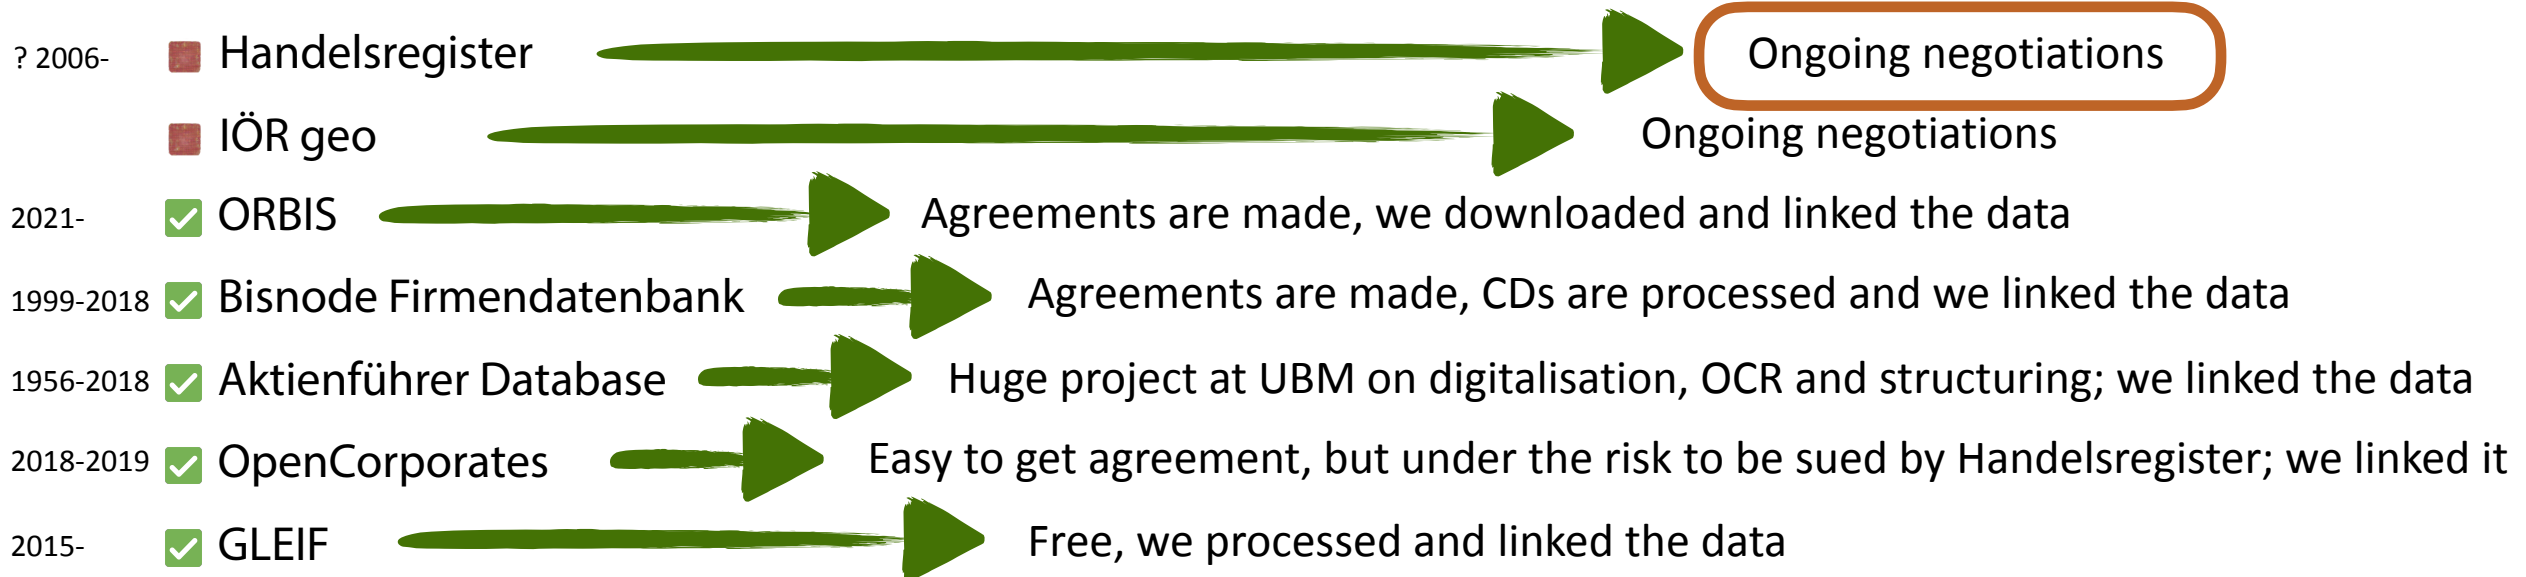 ? 2006- Handelsregister Ongoing negotiations
IÖR geo Ongoing negotiations
2021- ORBIS Agreements are made, we downloaded and linked the data
1999-2018 Bisnode Firmendatenbank Agreements are made, CDs are processed and we linked the data
1956-2018 Aktienführer Database Huge project at UBM on digitalisation, OCR and structuring; we linked the data
2018-2019 OpenCorporates Easy to get agreement, but under the risk to be sued by Handelsregister; we linked it
2015- GLEIF Free, we processed and linked the data